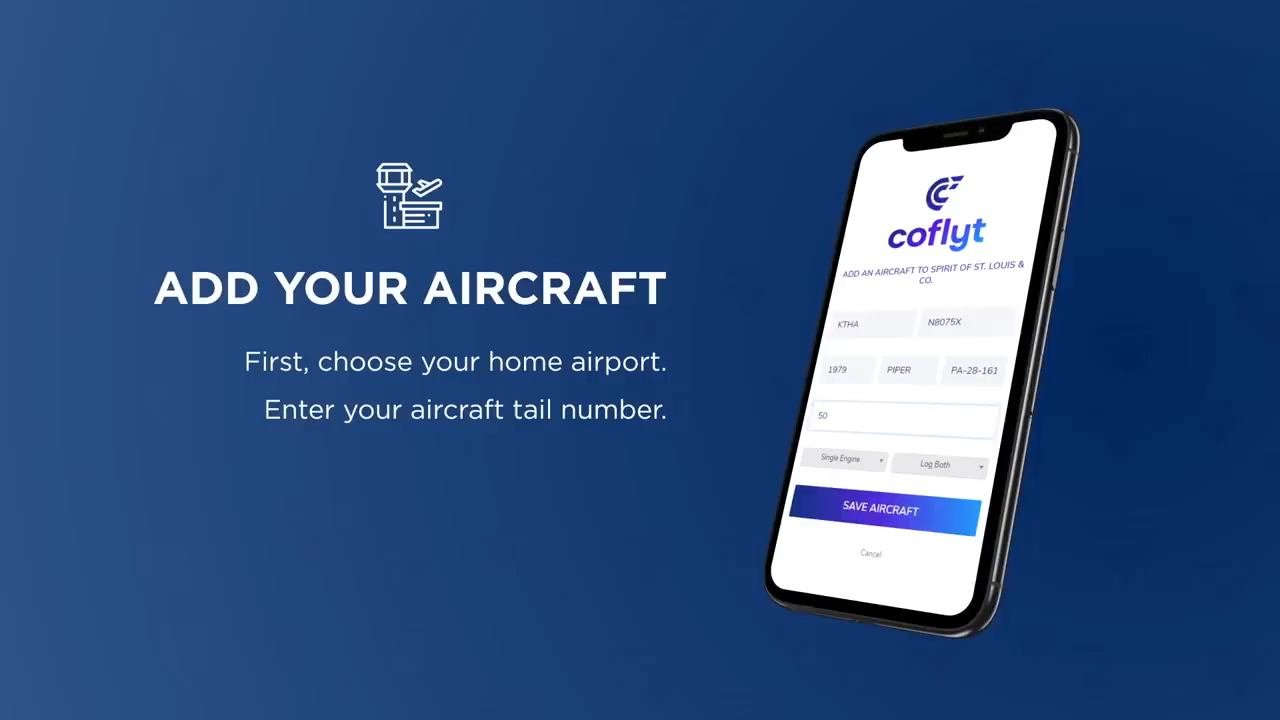 ADD YOUR AIRCRAFT
First, choose your home airport.
Enter your aircraft tail number.
coflyt
ADD AN AIRCRAFT TO SPIRIT OF ST. LOUIS &
CO.
KTHA N8075X
1979 PIPER PA-28-161
50
Single Engine Log Both
SAVE AIRCRAFT
Cancel